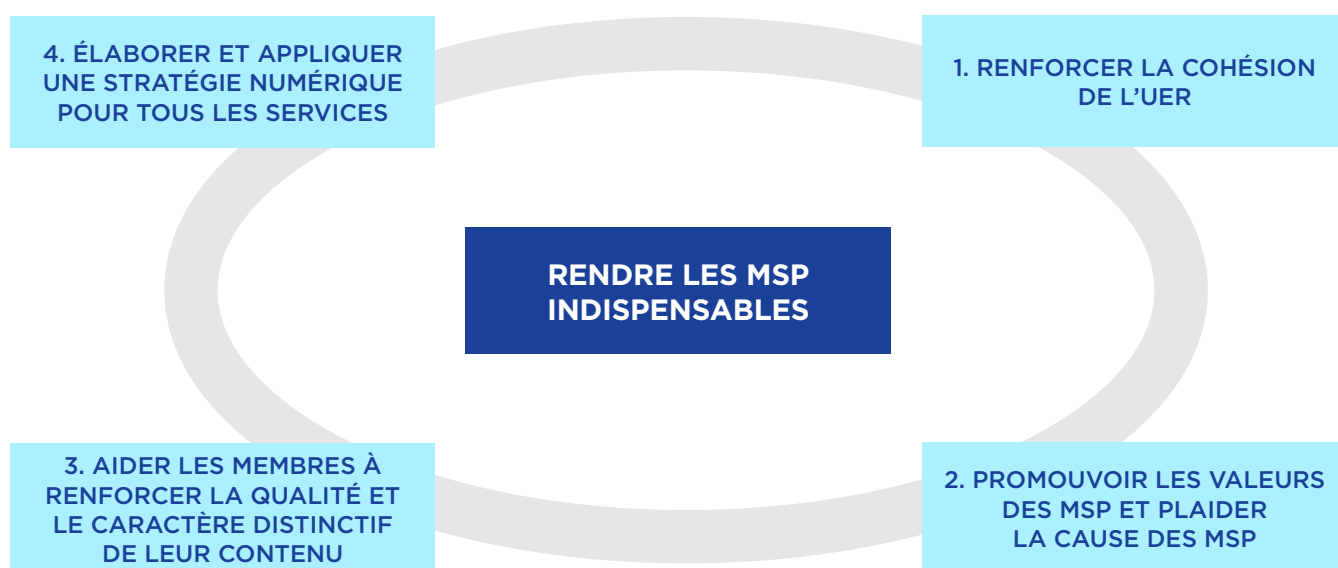 4. ÉLABORER ET APPLIQUER
UNE STRATÉGIE NUMÉRIQUE
POUR TOUS LES SERVICES
1. RENFORCER LA COHÉSION
DE L’UER
RENDRE LES MSP
INDISPENSABLES
3. AIDER LES MEMBRES À
RENFORCER LA QUALITÉ ET
LE CARACTÈRE DISTINCTIF
DE LEUR CONTENU
2. PROMOUVOIR LES VALEURS
DES MSP ET PLAIDER
LA CAUSE DES MSP